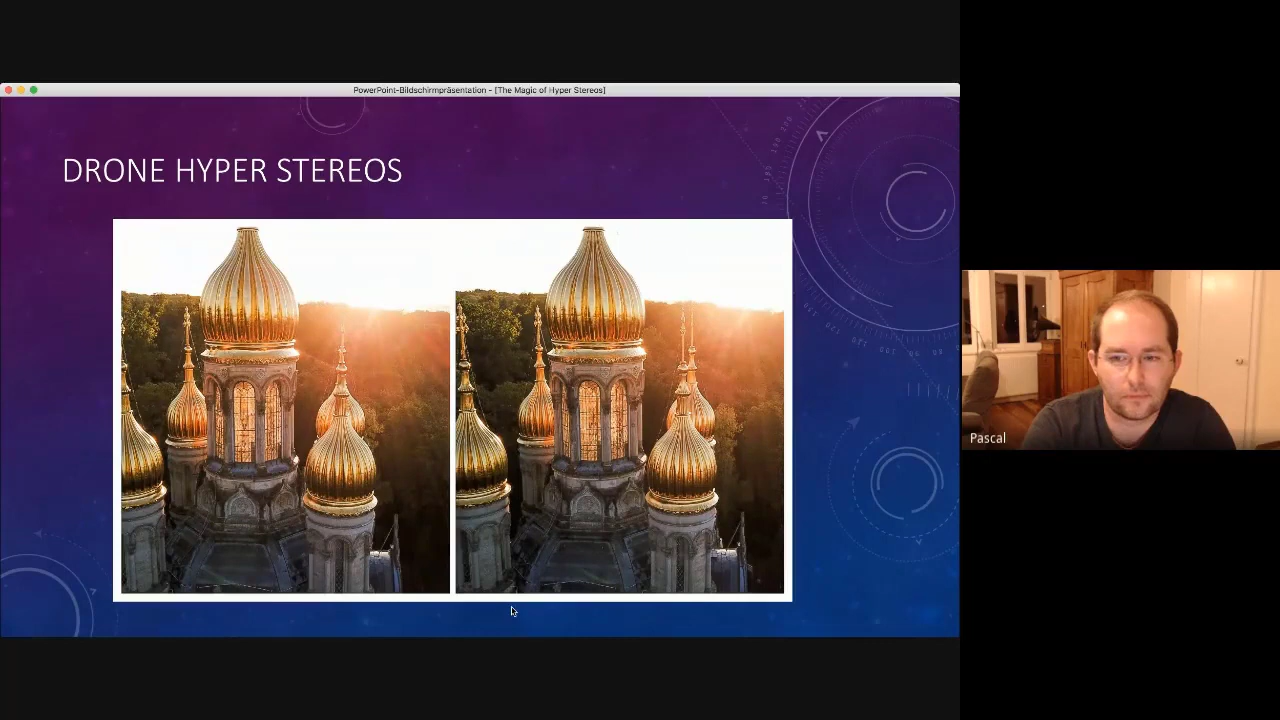 PowerPoint-Bildschirmpräsentation - [The Magic of Hyper Stereos]
DRONE HYPER STEREOS
Pascal